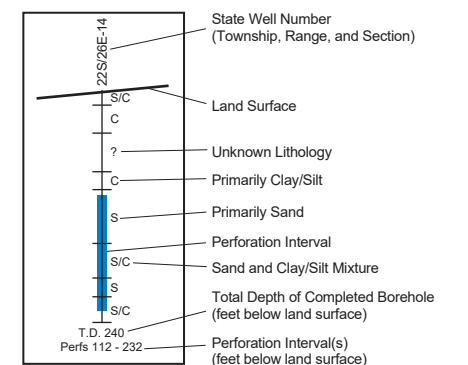 22S/26E-14
State Well Number
(Township, Range, and Section)
S/C
Land Surface
C
?
Unknown Lithology
C
Primarily Clay/Silt
S
Primarily Sand
Perforation Interval
S/C
Sand and Clay/Silt Mixture
S
S/C
Total Depth of Completed Borehole
(feet below land surface)
T.D. 240
Perfs 112 - 232
Perforation Interval(s)
(feet below land surface)